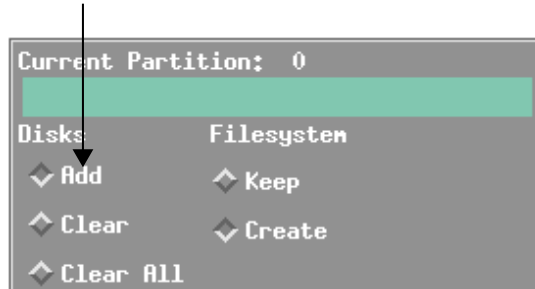 Current Partition: 0
Disks Filesystem
Add Keep
Clear Create
Clear All